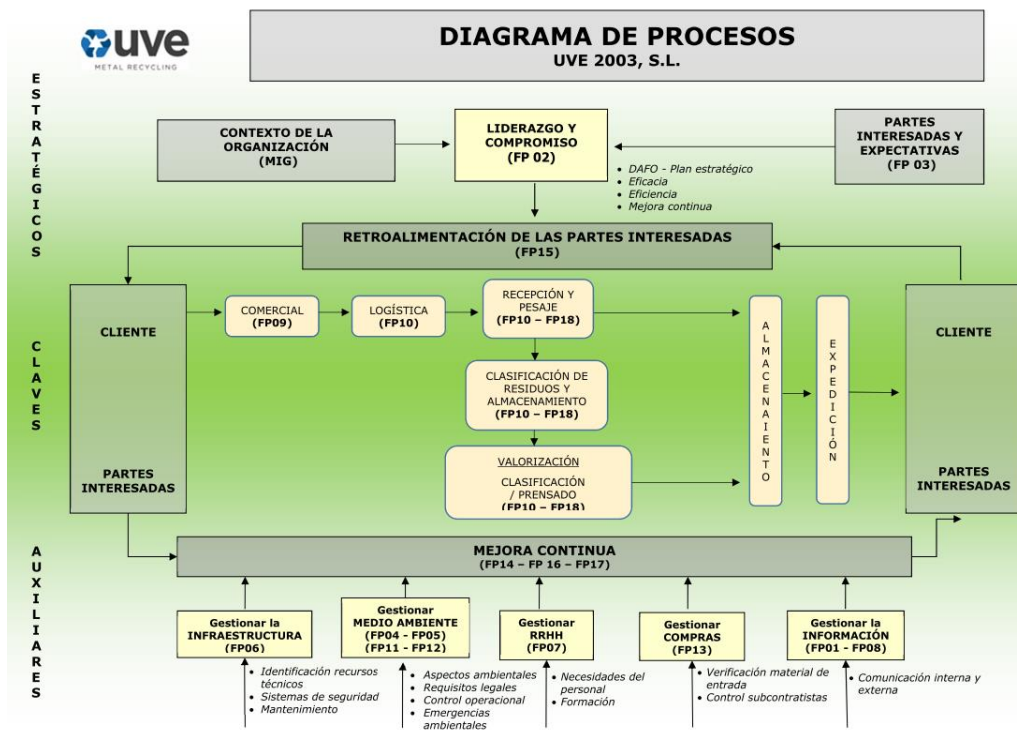 uve
METAL RECYCLING
DIAGRAMA DE PROCESOS
UVE 2003, S.L.
ESTRATÉGICOS
CONTEXTO DE LA
ORGANIZACIÓN
(MIG)
LIDERAZGO Y
COMPROMISO
(FP 02)
PARTES
INTERESADAS Y
EXPECTATIVAS
(FP 03)
• DAFO - Plan estratégico
• Eficacia
• Eficiencia
• Mejora continua
RETROALIMENTACIÓN DE LAS PARTES INTERESADAS
(FP15)
CLAVES
CLIENTE
PARTES
INTERESADAS
COMERCIAL
(FP09)
LOGÍSTICA
(FP10)
RECEPCIÓN Y
PESAJE
(FP10 – FP18)
CLASIFICACIÓN DE
RESIDUOS Y
ALMACENAMIENTO
(FP10 – FP18)
VALORIZACIÓN
CLASIFICACIÓN
/ PRENSADO
(FP10 – FP18)
ALMACENAIENTO
EXPEDICIÓN
CLIENTE
PARTES
INTERESADAS
AUXILIARES
MEJORA CONTINUA
(FP14 – FP 16 – FP17)
Gestionar la
INFRAESTRUCTURA
(FP06)
• Identificación recursos
técnicos
• Sistemas de seguridad
• Mantenimiento
Gestionar
MEDIO AMBIENTE
(FP04 - FP05)
(FP11 - FP12)
• Aspectos ambientales
• Requisitos legales
• Control operacional
• Emergencias
ambientales
Gestionar
RRHH
(FP07)
• Necesidades del
personal
• Formación
Gestionar
COMPRAS
(FP13)
• Verificación material de
entrada
• Control subcontratistas
Gestionar la
INFORMACIÓN
(FP01 - FP08)
• Comunicación interna y
externa